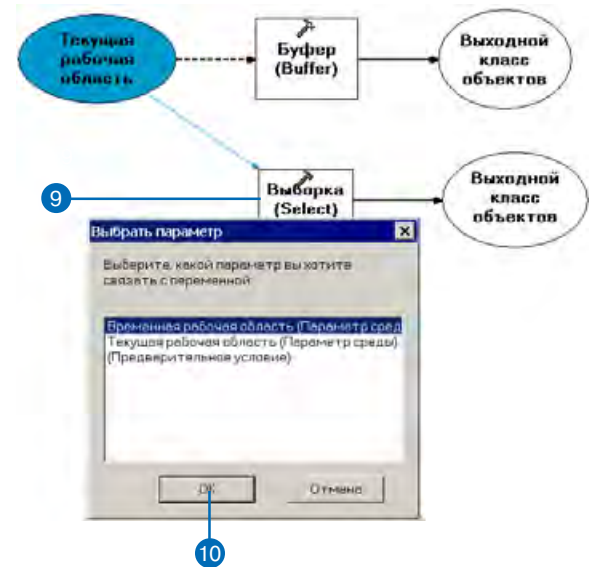 Текущая
рабочая
область
Буфер
(Buffer)
Выходной
класс
объектов
9
Выборка
(Select)
Выходной
класс
объектов
Выбрать параметр
Выберите, какой параметр вы хотите
связать с переменной
Временная рабочая область (Параметр сред
Текущая рабочая область (Параметр среды)
(Предварительное условие)
OK
Отмена
10